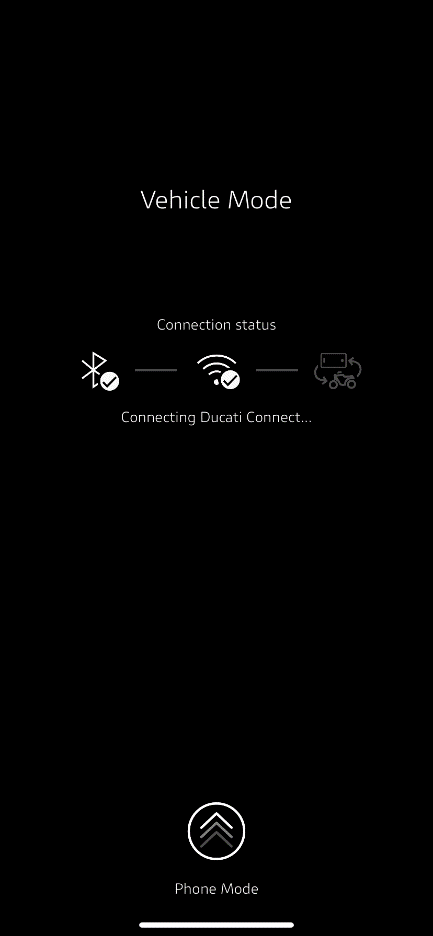 Vehicle Mode
Connection status
Connecting Ducati Connect...
Phone Mode